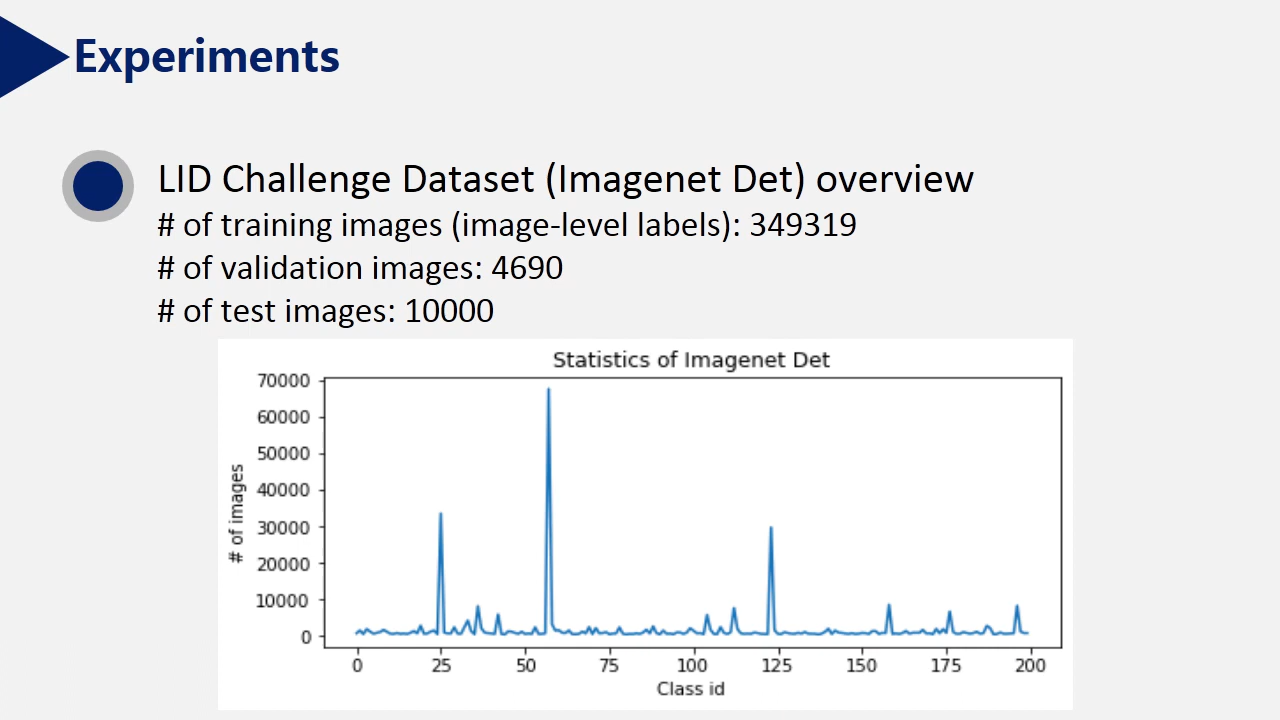 Experiments
LID Challenge Dataset (Imagenet Det) overview
# of training images (image-level labels): 349319
# of validation images: 4690
# of test images: 10000
Statistics of Imagenet Det
70000
60000
50000
40000
30000
20000
10000
0
# of images
0 25 50 75 100 125 150 175 200
Class id